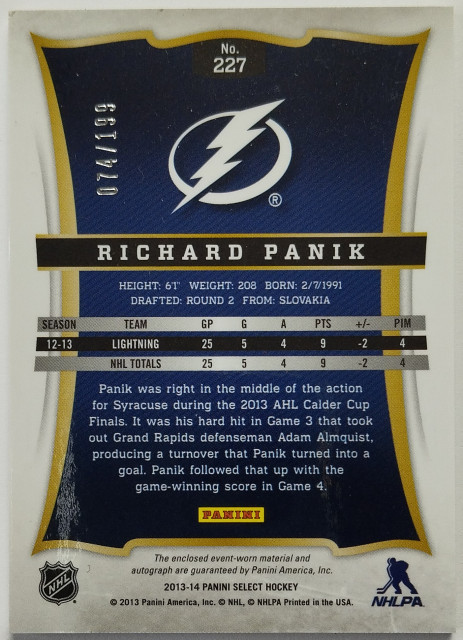 No.
227
074/199
®
RICHARD PANIK
HEIGHT: 6'1" WEIGHT: 208 BORN: 2/7/1991
DRAFTED: ROUND 2 FROM: SLOVAKIA
SEASON TEAM GP G A PTS +/- PIM
12-13 LIGHTNING 25 5 4 9 -2 4
NHL TOTALS 25 5 4 9 -2 4
Panik was right in the middle of the action
for Syracuse during the 2013 AHL Calder Cup
Finals. It was his hard hit in Game 3 that took
out Grand Rapids defenseman Adam Almquist,
producing a turnover that Panik turned into a
goal. Panik followed that up with the
game-winning score in Game 4.
PANINI
The enclosed event-worn material and
autograph are guaranteed by Panini America, Inc.
2013-14 PANINI SELECT HOCKEY
© 2013 Panini America, Inc. © NHL, © NHLPA Printed in the USA.
NHL
NHLPA